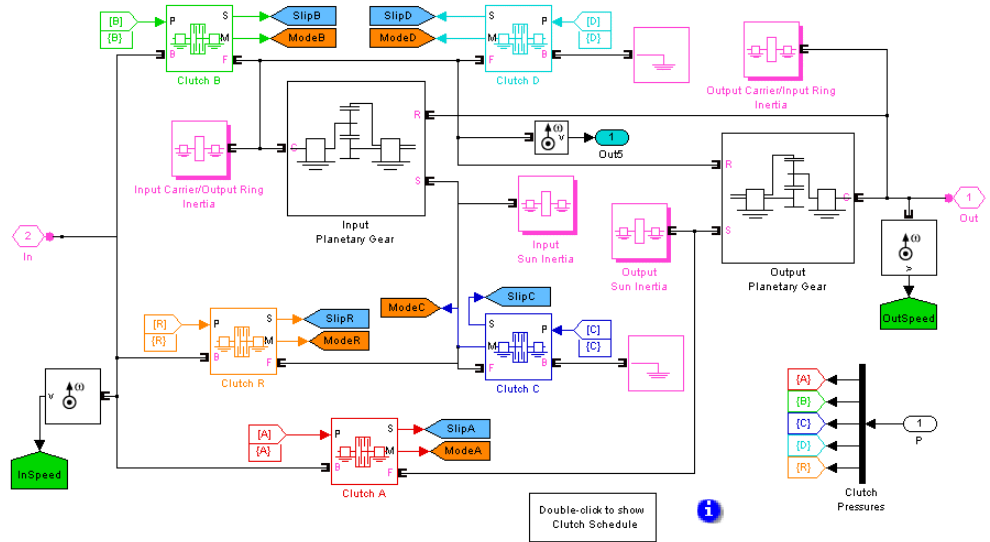 [B]
{B}
P
S
M
B
F
Clutch B
SlipB
ModeB
SlipD
ModeD
S
P
M
F
B
Clutch D
[D]
{D}
Output Carrier/Input Ring
Inertia
Input Carrier/Output Ring
Inertia
C
R
S
Input
Planetary Gear
ω
v
1
Out5
Input
Sun Inertia
Output
Sun Inertia
R
S
C
Output
Planetary Gear
1
Out
ω
v
OutSpeed
2
In
[R]
{R}
P
S
M
B
F
Clutch R
SlipR
ModeR
ModeC
SlipC
S
P
M
F
B
Clutch C
[C]
{C}
v
ω
InSpeed
[A]
{A}
P
S
M
B
F
Clutch A
SlipA
ModeA
{A}
{B}
{C}
{D}
{R}
1
P
Clutch
Pressures
Double-click to show
Clutch Schedule
i